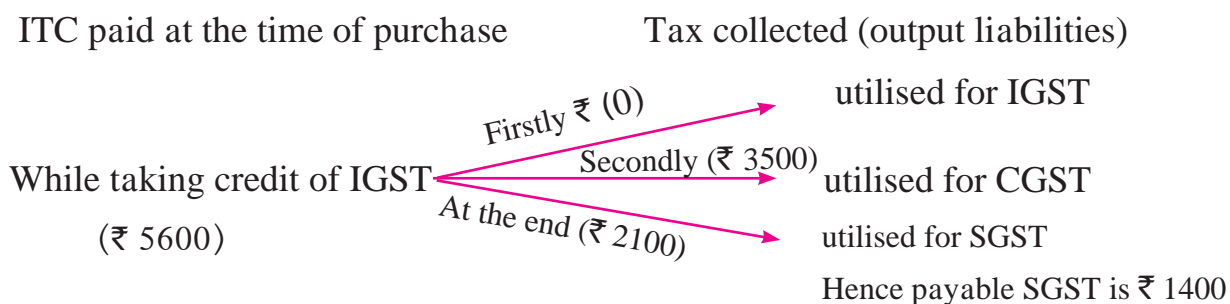 ITC paid at the time of purchase
Tax collected (output liabilities)
Firstly ₹ (0)
utilised for IGST
While taking credit of IGST
(₹ 5600)
Secondly (₹ 3500)
utilised for CGST
At the end (₹ 2100)
utilised for SGST
Hence payable SGST is ₹ 1400